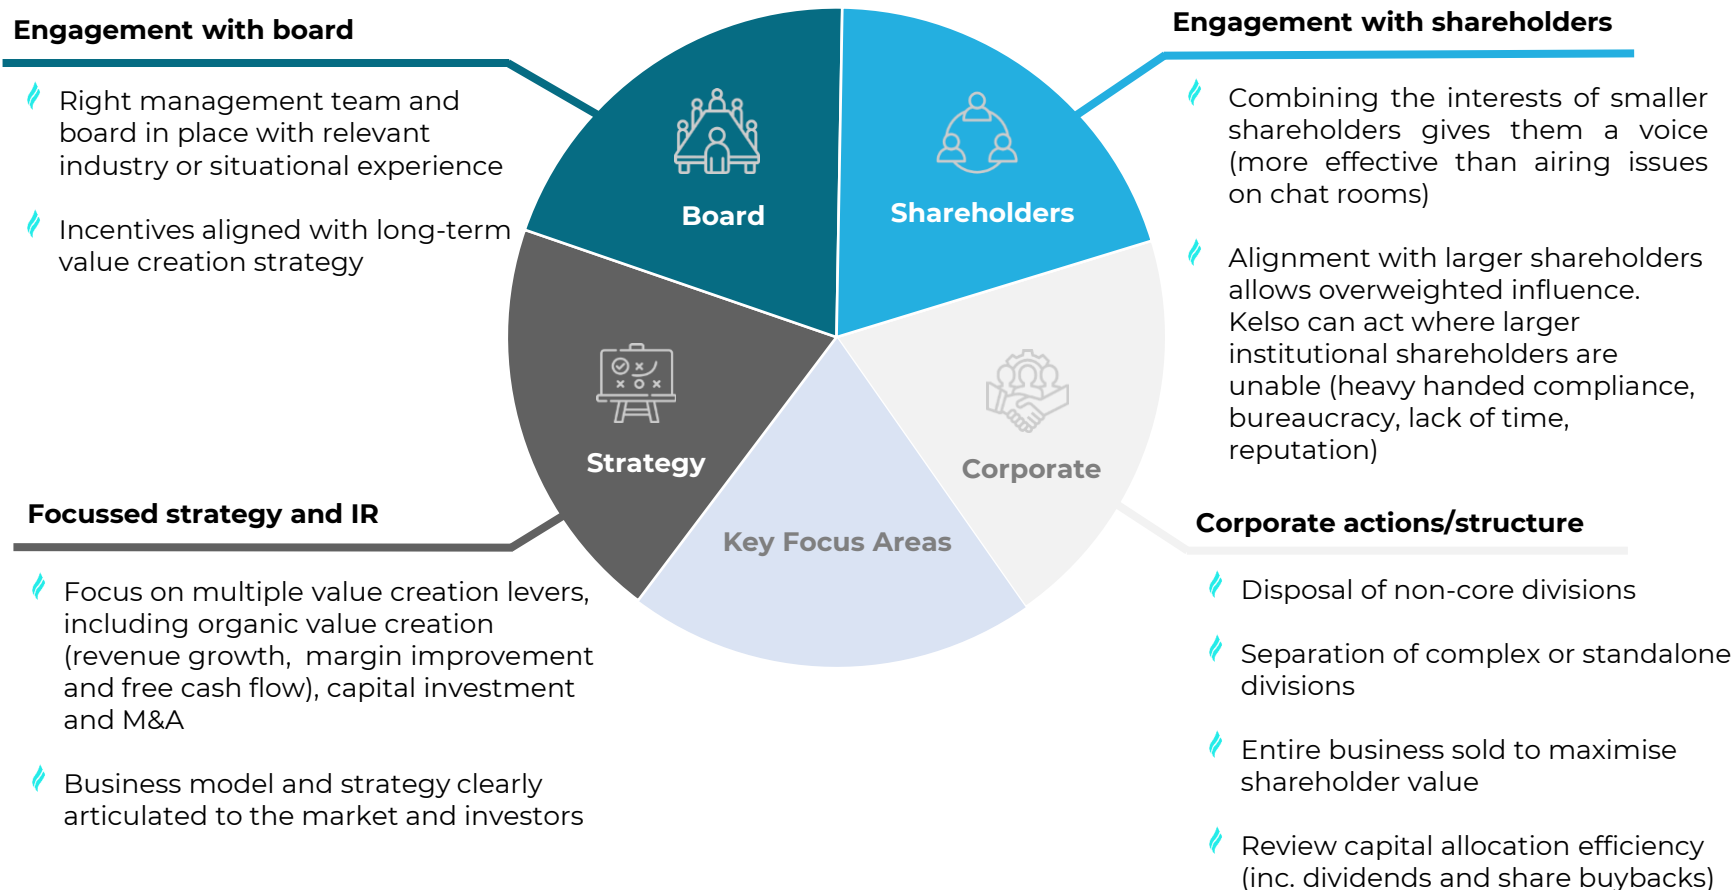 Engagement with board
Right management team and
board in place with relevant
industry or situational experience
Incentives aligned with long-term
value creation strategy
Engagement with shareholders
Combining the interests of smaller
shareholders gives them a voice
(more effective than airing issues
on chat rooms)
Alignment with larger shareholders
allows overweighted influence.
Kelso can act where larger
institutional shareholders are
unable (heavy handed compliance,
bureaucracy, lack of time,
reputation)
Board
Shareholders
Strategy
Corporate
Key Focus Areas
Focussed strategy and IR
Focus on multiple value creation levers,
including organic value creation
(revenue growth,  margin improvement
and free cash flow), capital investment
and M&A
Business model and strategy clearly
articulated to the market and investors
Corporate actions/structure
Disposal of non-core divisions
Separation of complex or standalone
divisions
Entire business sold to maximise
shareholder value
Review capital allocation efficiency
(inc. dividends and share buybacks)